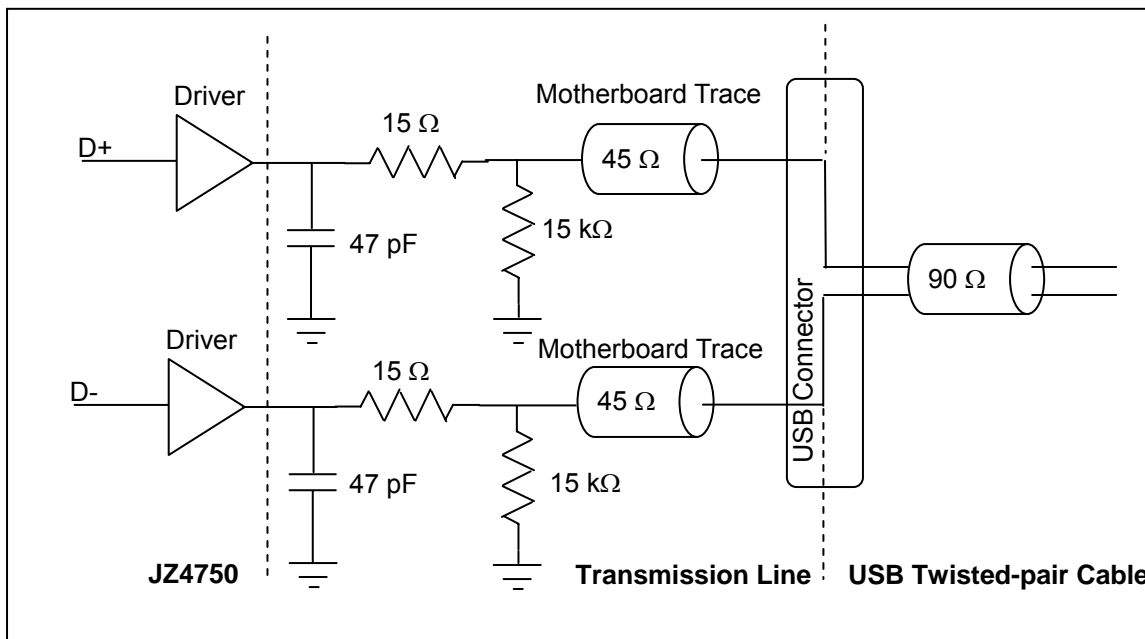 Motherboard Trace
Driver
15 Ω
D+
45 Ω
15 kΩ
47 pF
90 Ω
USB Connector
Driver
Motherboard Trace
15 Ω
D-
45 Ω
47 pF
15 kΩ
JZ4750
Transmission Line
USB Twisted-pair Cable